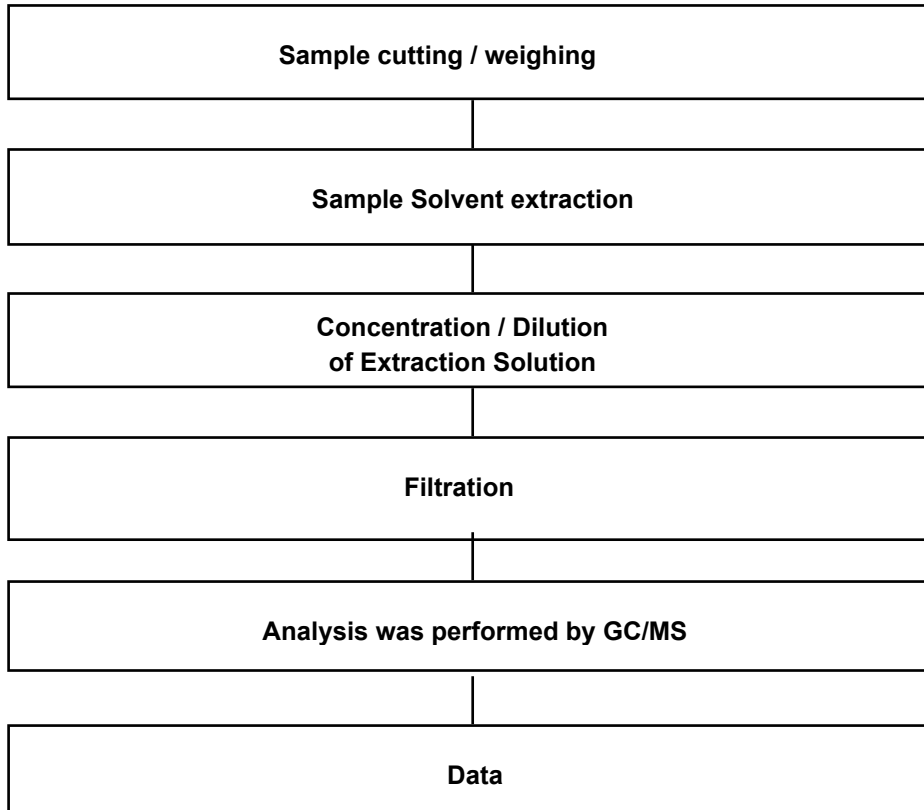 Sample cutting / weighing
Sample Solvent extraction
Concentration / Dilution
of Extraction Solution
Filtration
Analysis was performed by GC/MS
Data